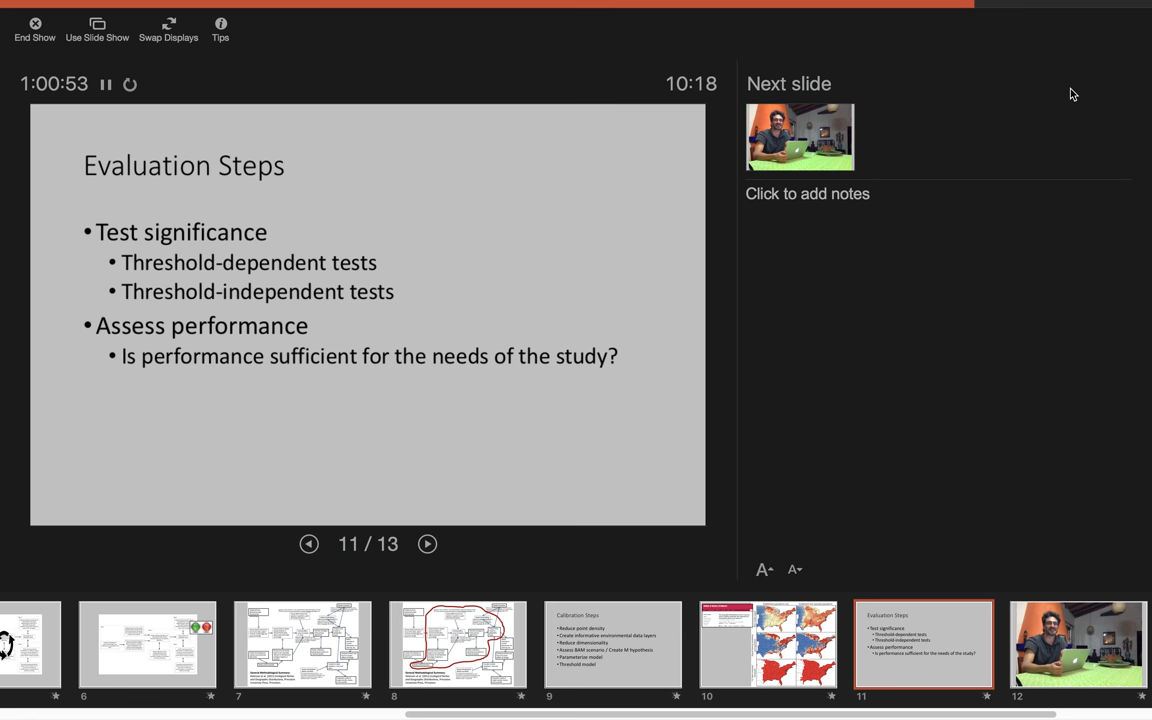 End Show
Use Slide Show
Swap Displays
Tips
1:00:53
10:18
Next slide
Evaluation Steps
• Test significance
• Threshold-dependent tests
• Threshold-independent tests
• Assess performance
• Is performance sufficient for the needs of the study?
Click to add notes
11 / 13
A
A
Calibration Steps
• Reduce point density
• Create informative environmental data layers
• Reduce dimensionality
• Assess BAM scenario / Create M hypothesis
• Parameterize model
• Threshold model
Evaluation Steps
• Test significance
• Threshold-dependent tests
• Threshold-independent tests
• Assess performance
• Is performance sufficient for the needs of the study?
6
7
8
9
10
11
12